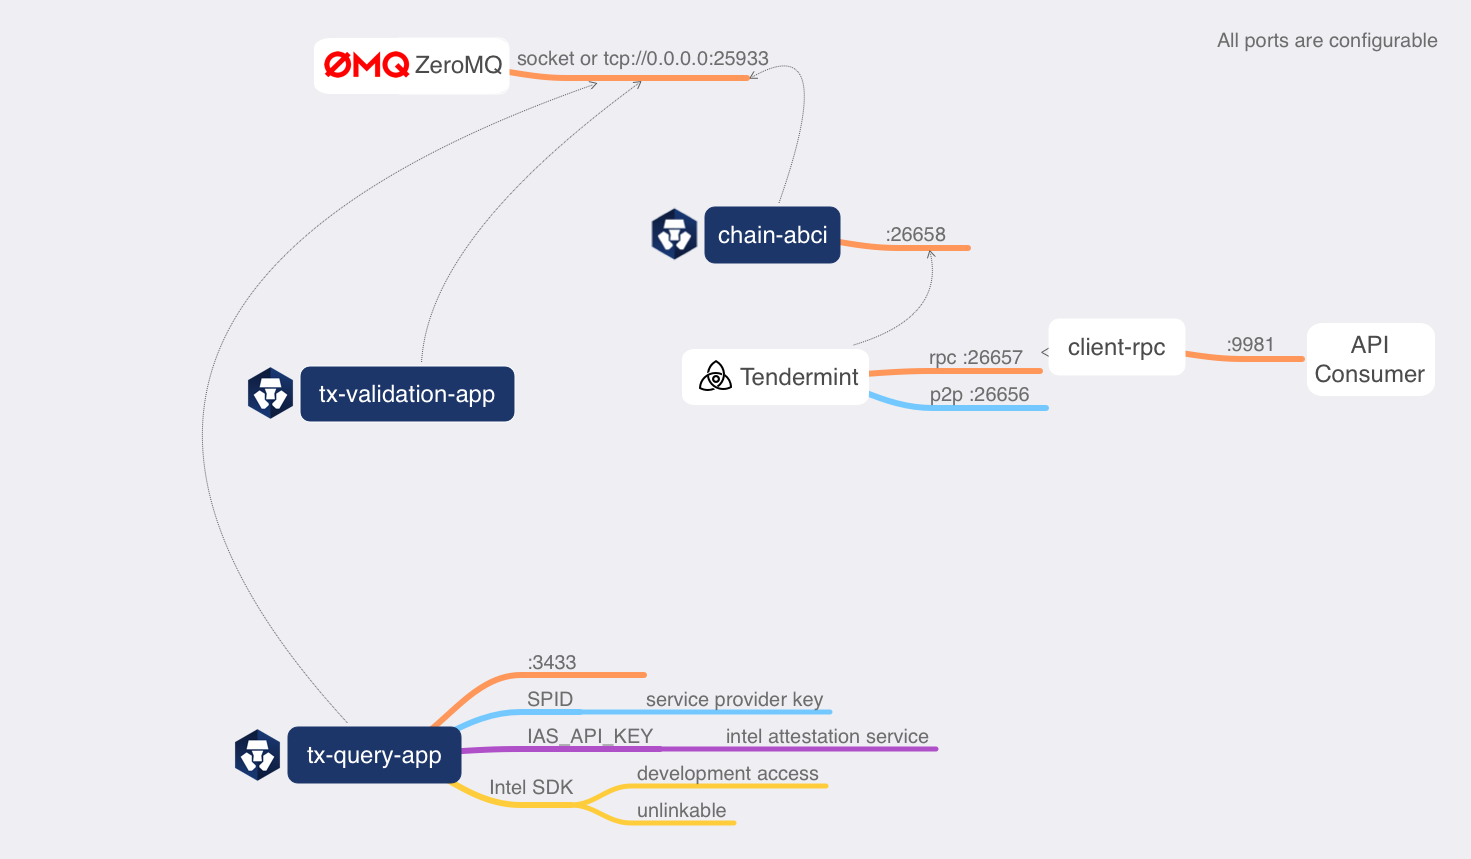 All ports are configurable
ØMQ ZeroMQ
socket or tcp://0.0.0.0:25933
chain-abci
:26658
Tendermint
rpc :26657
p2p :26656
client-rpc
:9981
API
Consumer
tx-validation-app
tx-query-app
:3433
SPID
service provider key
IAS_API_KEY
intel attestation service
Intel SDK
development access
unlinkable